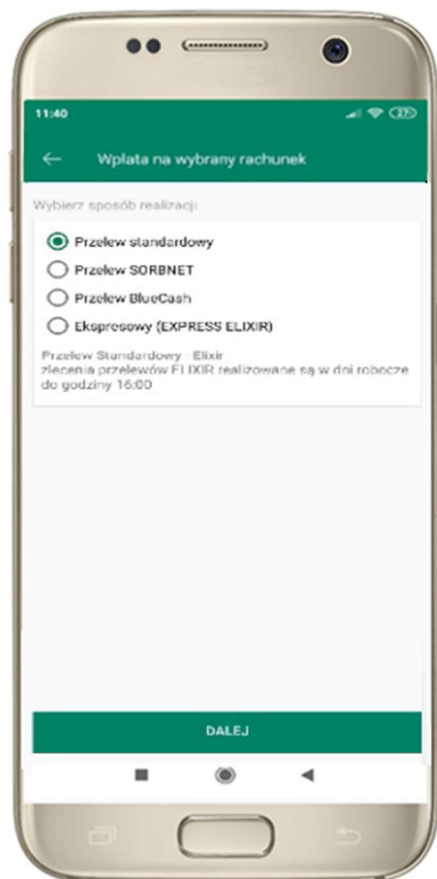 11:40
Wpłata na wybrany rachunek
Wybierz sposób realizacji
Przelew standardowy
Przelew SORBNET
Przelew BlueCash
Ekspresowy (EXPRESS ELIXIR)
Przelew Standardowy - Elixir
zlecenia przelewów ELIXIR realizowane są w dni robocze
do godziny 16:00
DALEJ